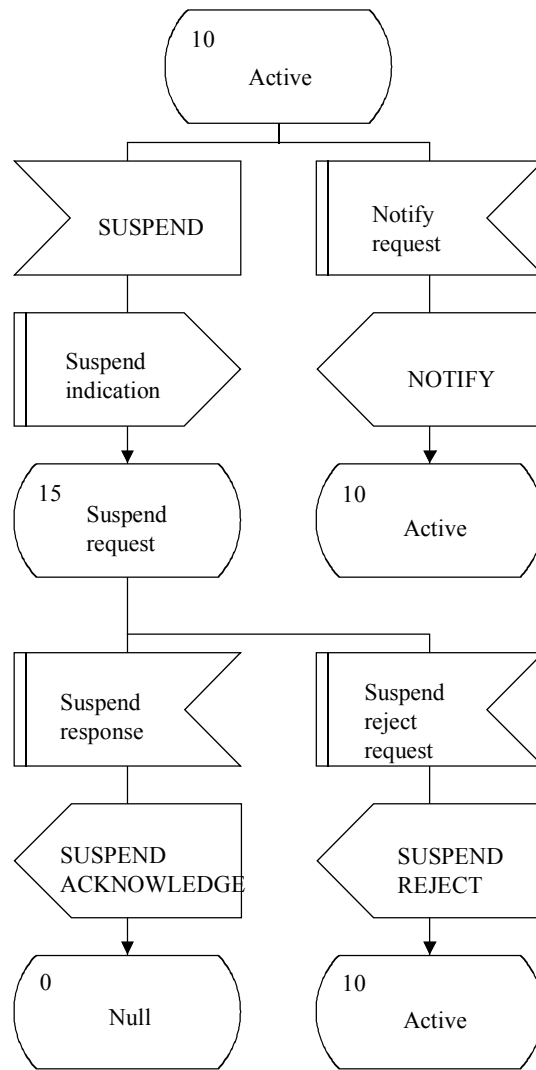 10
Active
SUSPEND
Notify
request
Suspend
indication
NOTIFY
15
Suspend
request
10
Active
Suspend
response
Suspend
reject
request
SUSPEND
ACKNOWLEDGE
SUSPEND
REJECT
0
Null
10
Active